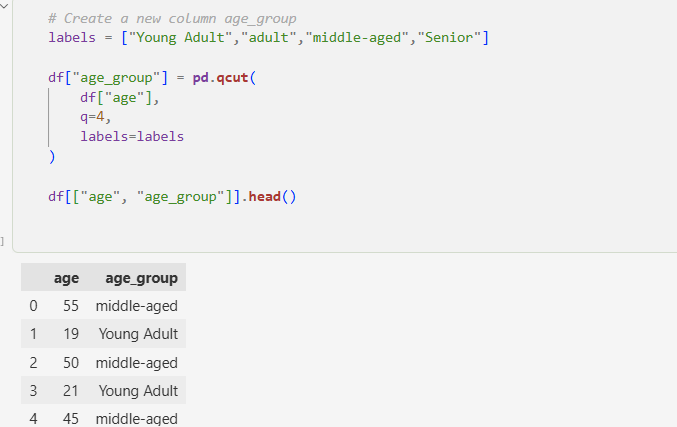 # Create a new column age_group
labels = ["Young Adult","adult","middle-aged","Senior"]
df["age_group"] = pd.qcut(
df["age"],
q=4,
labels=labels
)
df[["age", "age_group"]].head()
]
age age_group
0 55 middle-aged
1 19 Young Adult
2 50 middle-aged
3 21 Young Adult
4 45 middle-aged